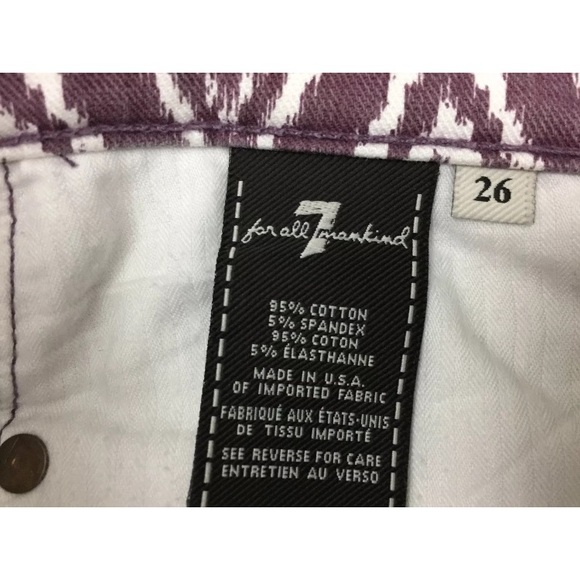 for all 7 mankind
26
95% COTTON
5% SPANDEX
95% COTON
5% ÉLASTHANNE
MADE IN U.S.A.
OF IMPORTED FABRIC
FABRIQUÉ AUX ÉTATS-UNIS
DE TISSU IMPORTÉ
SEE REVERSE FOR CARE
ENTRETIEN AU VERSO